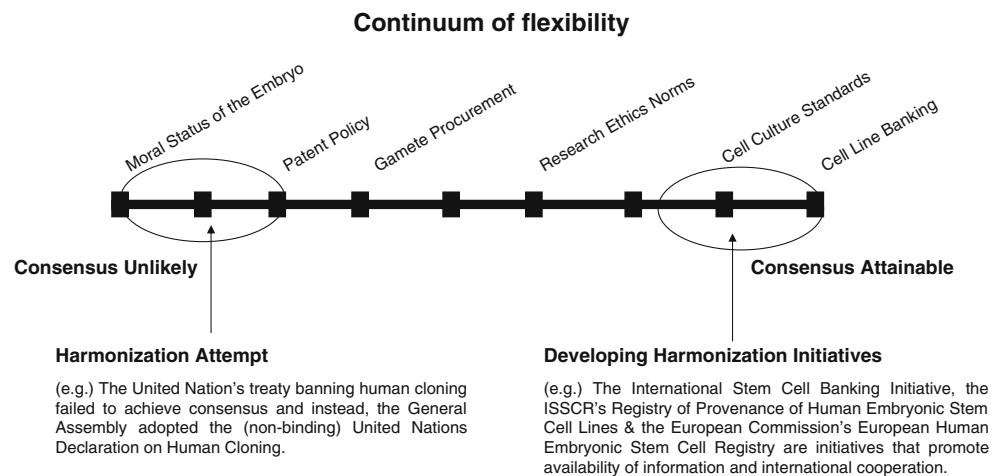 Continuum of flexibility
Moral Status of the Embryo
Patent Policy
Gamete Procurement
Research Ethics Norms
Cell Culture Standards
Cell Line Banking
Consensus Unlikely
Consensus Attainable
Harmonization Attempt
(e.g.) The United Nation's treaty banning human cloning
failed to achieve consensus and instead, the General
Assembly adopted the (non-binding) United Nations
Declaration on Human Cloning.
Developing Harmonization Initiatives
(e.g.) The International Stem Cell Banking Initiative, the
ISSCR's Registry of Provenance of Human Embryonic Stem
Cell Lines & the European Commission's European Human
Embryonic Stem Cell Registry are initiatives that promote
availability of information and international cooperation.